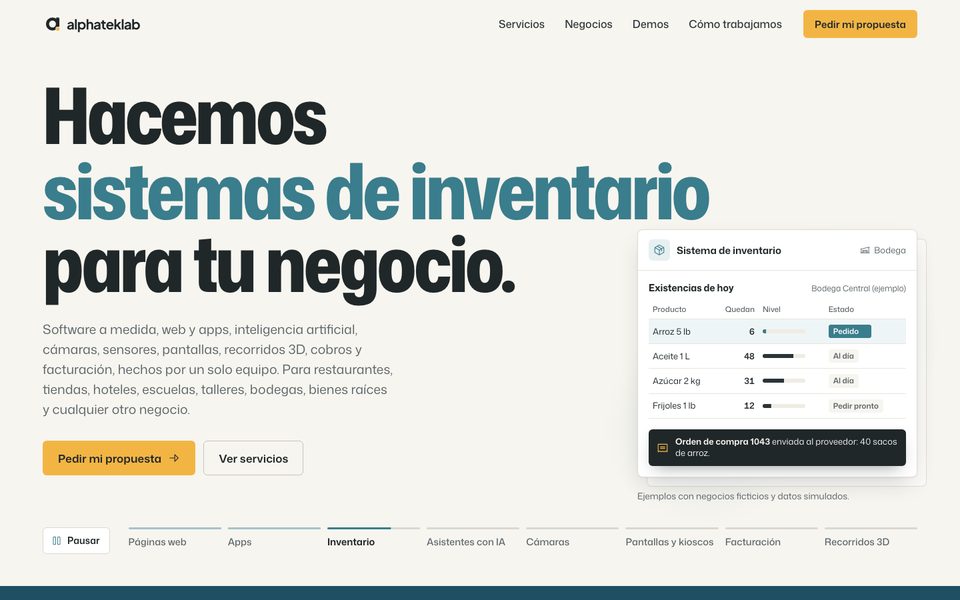 alphateklab
Servicios Negocios Demos Cómo trabajamos Pedir mi propuesta
Hacemos
sistemas de inventario
para tu negocio.
Software a medida, web y apps, inteligencia artificial,
cámaras, sensores, pantallas, recorridos 3D, cobros y
facturación, hechos por un solo equipo. Para restaurantes,
tiendas, hoteles, escuelas, talleres, bodegas, bienes raíces
y cualquier otro negocio.
Pedir mi propuesta Ver servicios
Sistema de inventario Bodega
Existencias de hoy Bodega Central (ejemplo)
Producto Quedan Nivel Estado
Arroz 5 lb 6 Pedido
Aceite 1 L 48 Al día
Azúcar 2 kg 31 Al día
Frijoles 1 lb 12 Pedir pronto
Orden de compra 1043 enviada al proveedor: 40 sacos
de arroz.
Ejemplos con negocios ficticios y datos simulados.
Pausar Páginas web Apps Inventario Asistentes con IA Cámaras Pantallas y kioscos Facturación Recorridos 3D